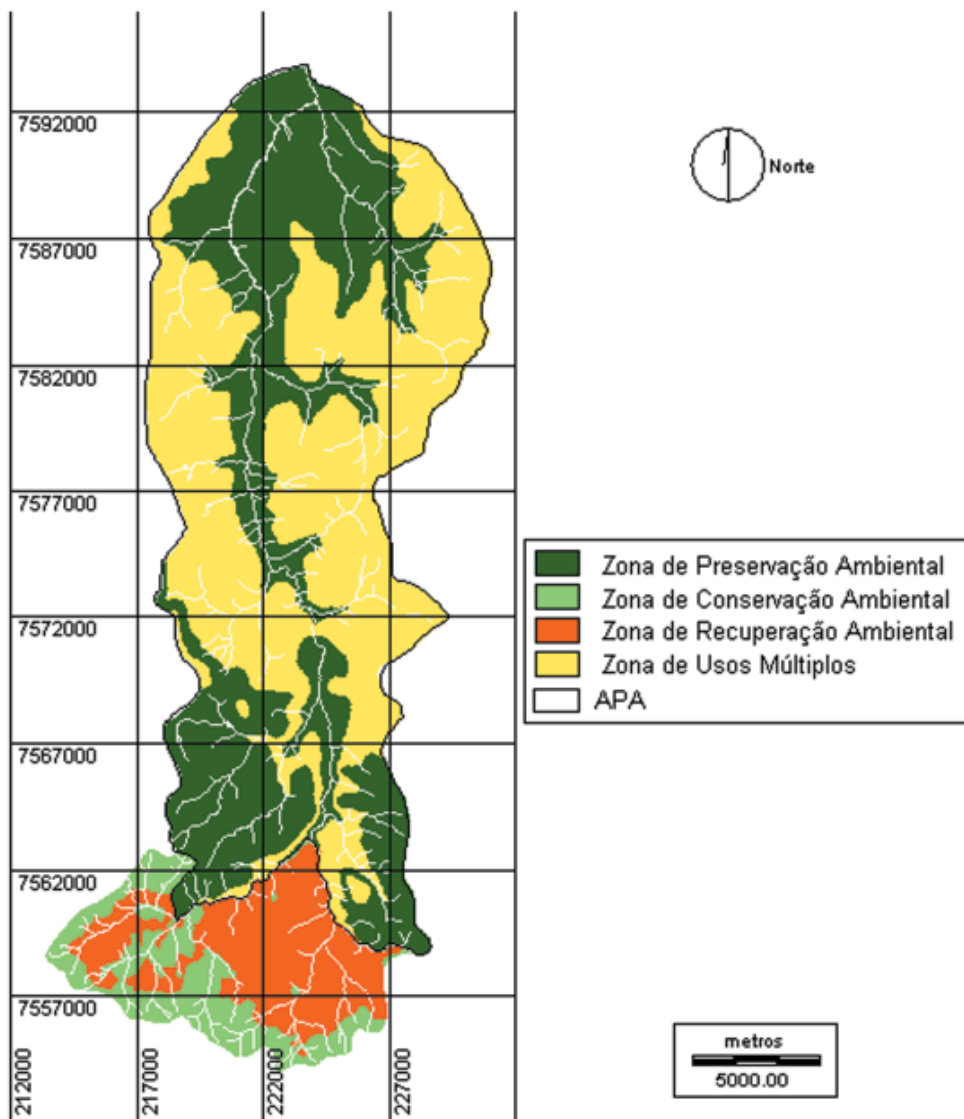 7592000
Norte
7587000
7582000
7577000
Zona de Preservação Ambiental
Zona de Conservação Ambiental
7572000
Zona de Recuperação Ambiental
Zona de Usos Múltiplos
APA
7567000
7562000
7557000
metros
5000.00
212000
217000
222000
227000